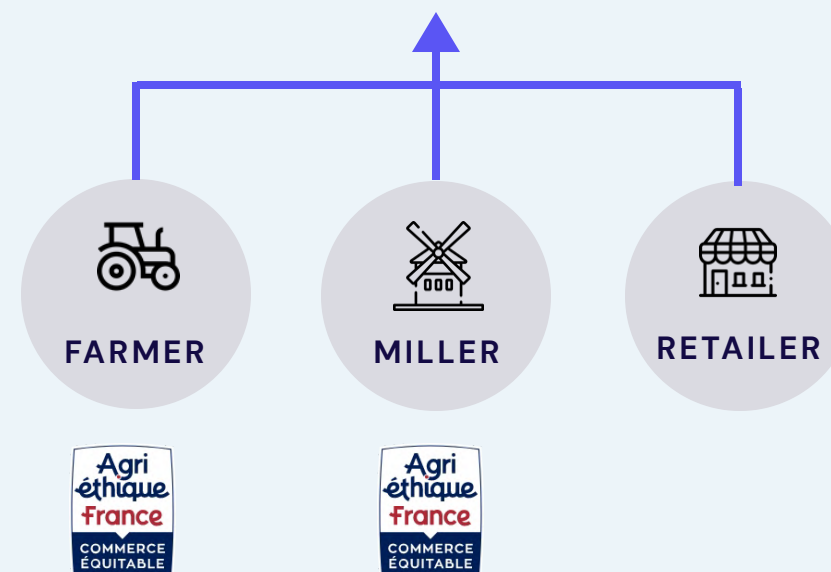 FARMER
MILLER
RETAILER
Agri
éthique
France
COMMERCE
ÉQUITABLE
Agri
éthique
France
COMMERCE
ÉQUITABLE